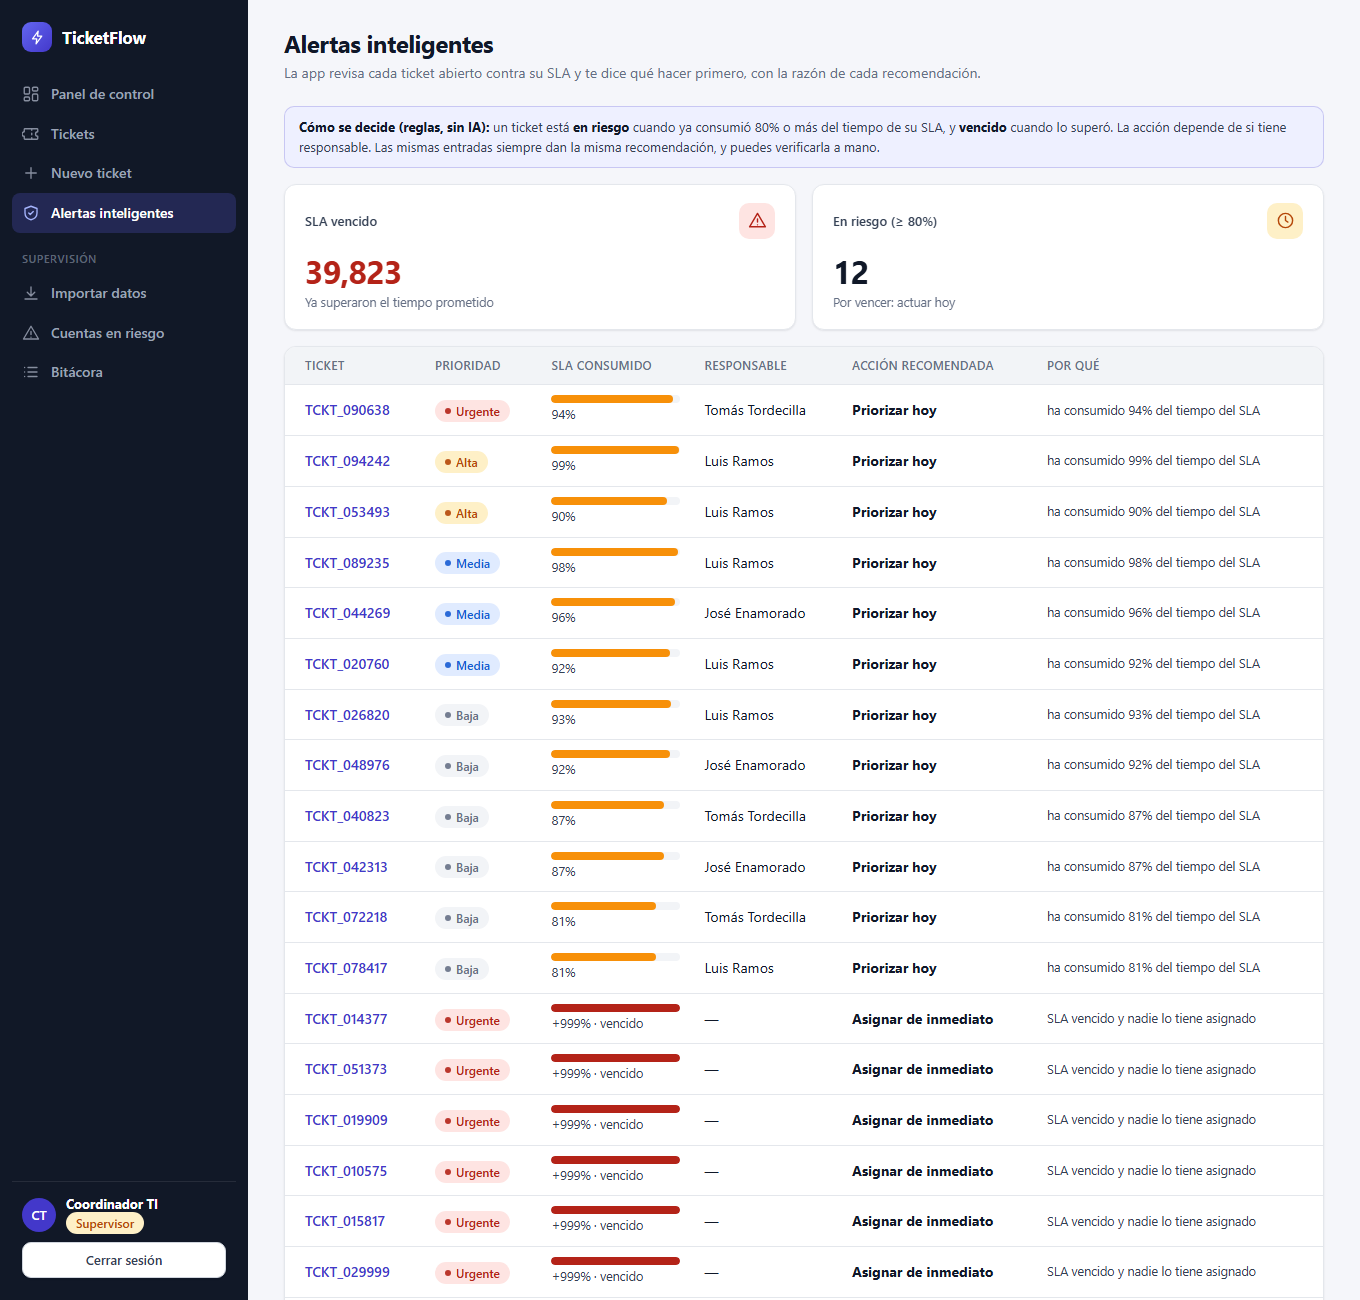 TicketFlow
Panel de control
Tickets
Nuevo ticket
Alertas inteligentes
SUPERVISIÓN
Importar datos
Cuentas en riesgo
Bitácora
CT
Coordinador TI
Supervisor
Cerrar sesión
Alertas inteligentes
La app revisa cada ticket abierto contra su SLA y te dice qué hacer primero, con la razón de cada recomendación.
Cómo se decide (reglas, sin IA): un ticket está en riesgo cuando ya consumió 80% o más del tiempo de su SLA, y vencido cuando lo superó. La acción depende de si tiene
responsable. Las mismas entradas siempre dan la misma recomendación, y puedes verificarla a mano.
SLA vencido
39,823
Ya superaron el tiempo prometido
En riesgo (≥ 80%)
12
Por vencer: actuar hoy
TICKET PRIORIDAD SLA CONSUMIDO RESPONSABLE ACCIÓN RECOMENDADA POR QUÉ
TCKT_090638 Urgente 94% Tomás Tordecilla Priorizar hoy ha consumido 94% del tiempo del SLA
TCKT_094242 Alta 99% Luis Ramos Priorizar hoy ha consumido 99% del tiempo del SLA
TCKT_053493 Alta 90% Luis Ramos Priorizar hoy ha consumido 90% del tiempo del SLA
TCKT_089235 Media 98% Luis Ramos Priorizar hoy ha consumido 98% del tiempo del SLA
TCKT_044269 Media 96% José Enamorado Priorizar hoy ha consumido 96% del tiempo del SLA
TCKT_020760 Media 92% Luis Ramos Priorizar hoy ha consumido 92% del tiempo del SLA
TCKT_026820 Baja 93% Luis Ramos Priorizar hoy ha consumido 93% del tiempo del SLA
TCKT_048976 Baja 92% José Enamorado Priorizar hoy ha consumido 92% del tiempo del SLA
TCKT_040823 Baja 87% Tomás Tordecilla Priorizar hoy ha consumido 87% del tiempo del SLA
TCKT_042313 Baja 87% José Enamorado Priorizar hoy ha consumido 87% del tiempo del SLA
TCKT_072218 Baja 81% Tomás Tordecilla Priorizar hoy ha consumido 81% del tiempo del SLA
TCKT_078417 Baja 81% Luis Ramos Priorizar hoy ha consumido 81% del tiempo del SLA
TCKT_014377 Urgente +999% · vencido — Asignar de inmediato SLA vencido y nadie lo tiene asignado
TCKT_051373 Urgente +999% · vencido — Asignar de inmediato SLA vencido y nadie lo tiene asignado
TCKT_019909 Urgente +999% · vencido — Asignar de inmediato SLA vencido y nadie lo tiene asignado
TCKT_010575 Urgente +999% · vencido — Asignar de inmediato SLA vencido y nadie lo tiene asignado
TCKT_015817 Urgente +999% · vencido — Asignar de inmediato SLA vencido y nadie lo tiene asignado
TCKT_029999 Urgente +999% · vencido — Asignar de inmediato SLA vencido y nadie lo tiene asignado